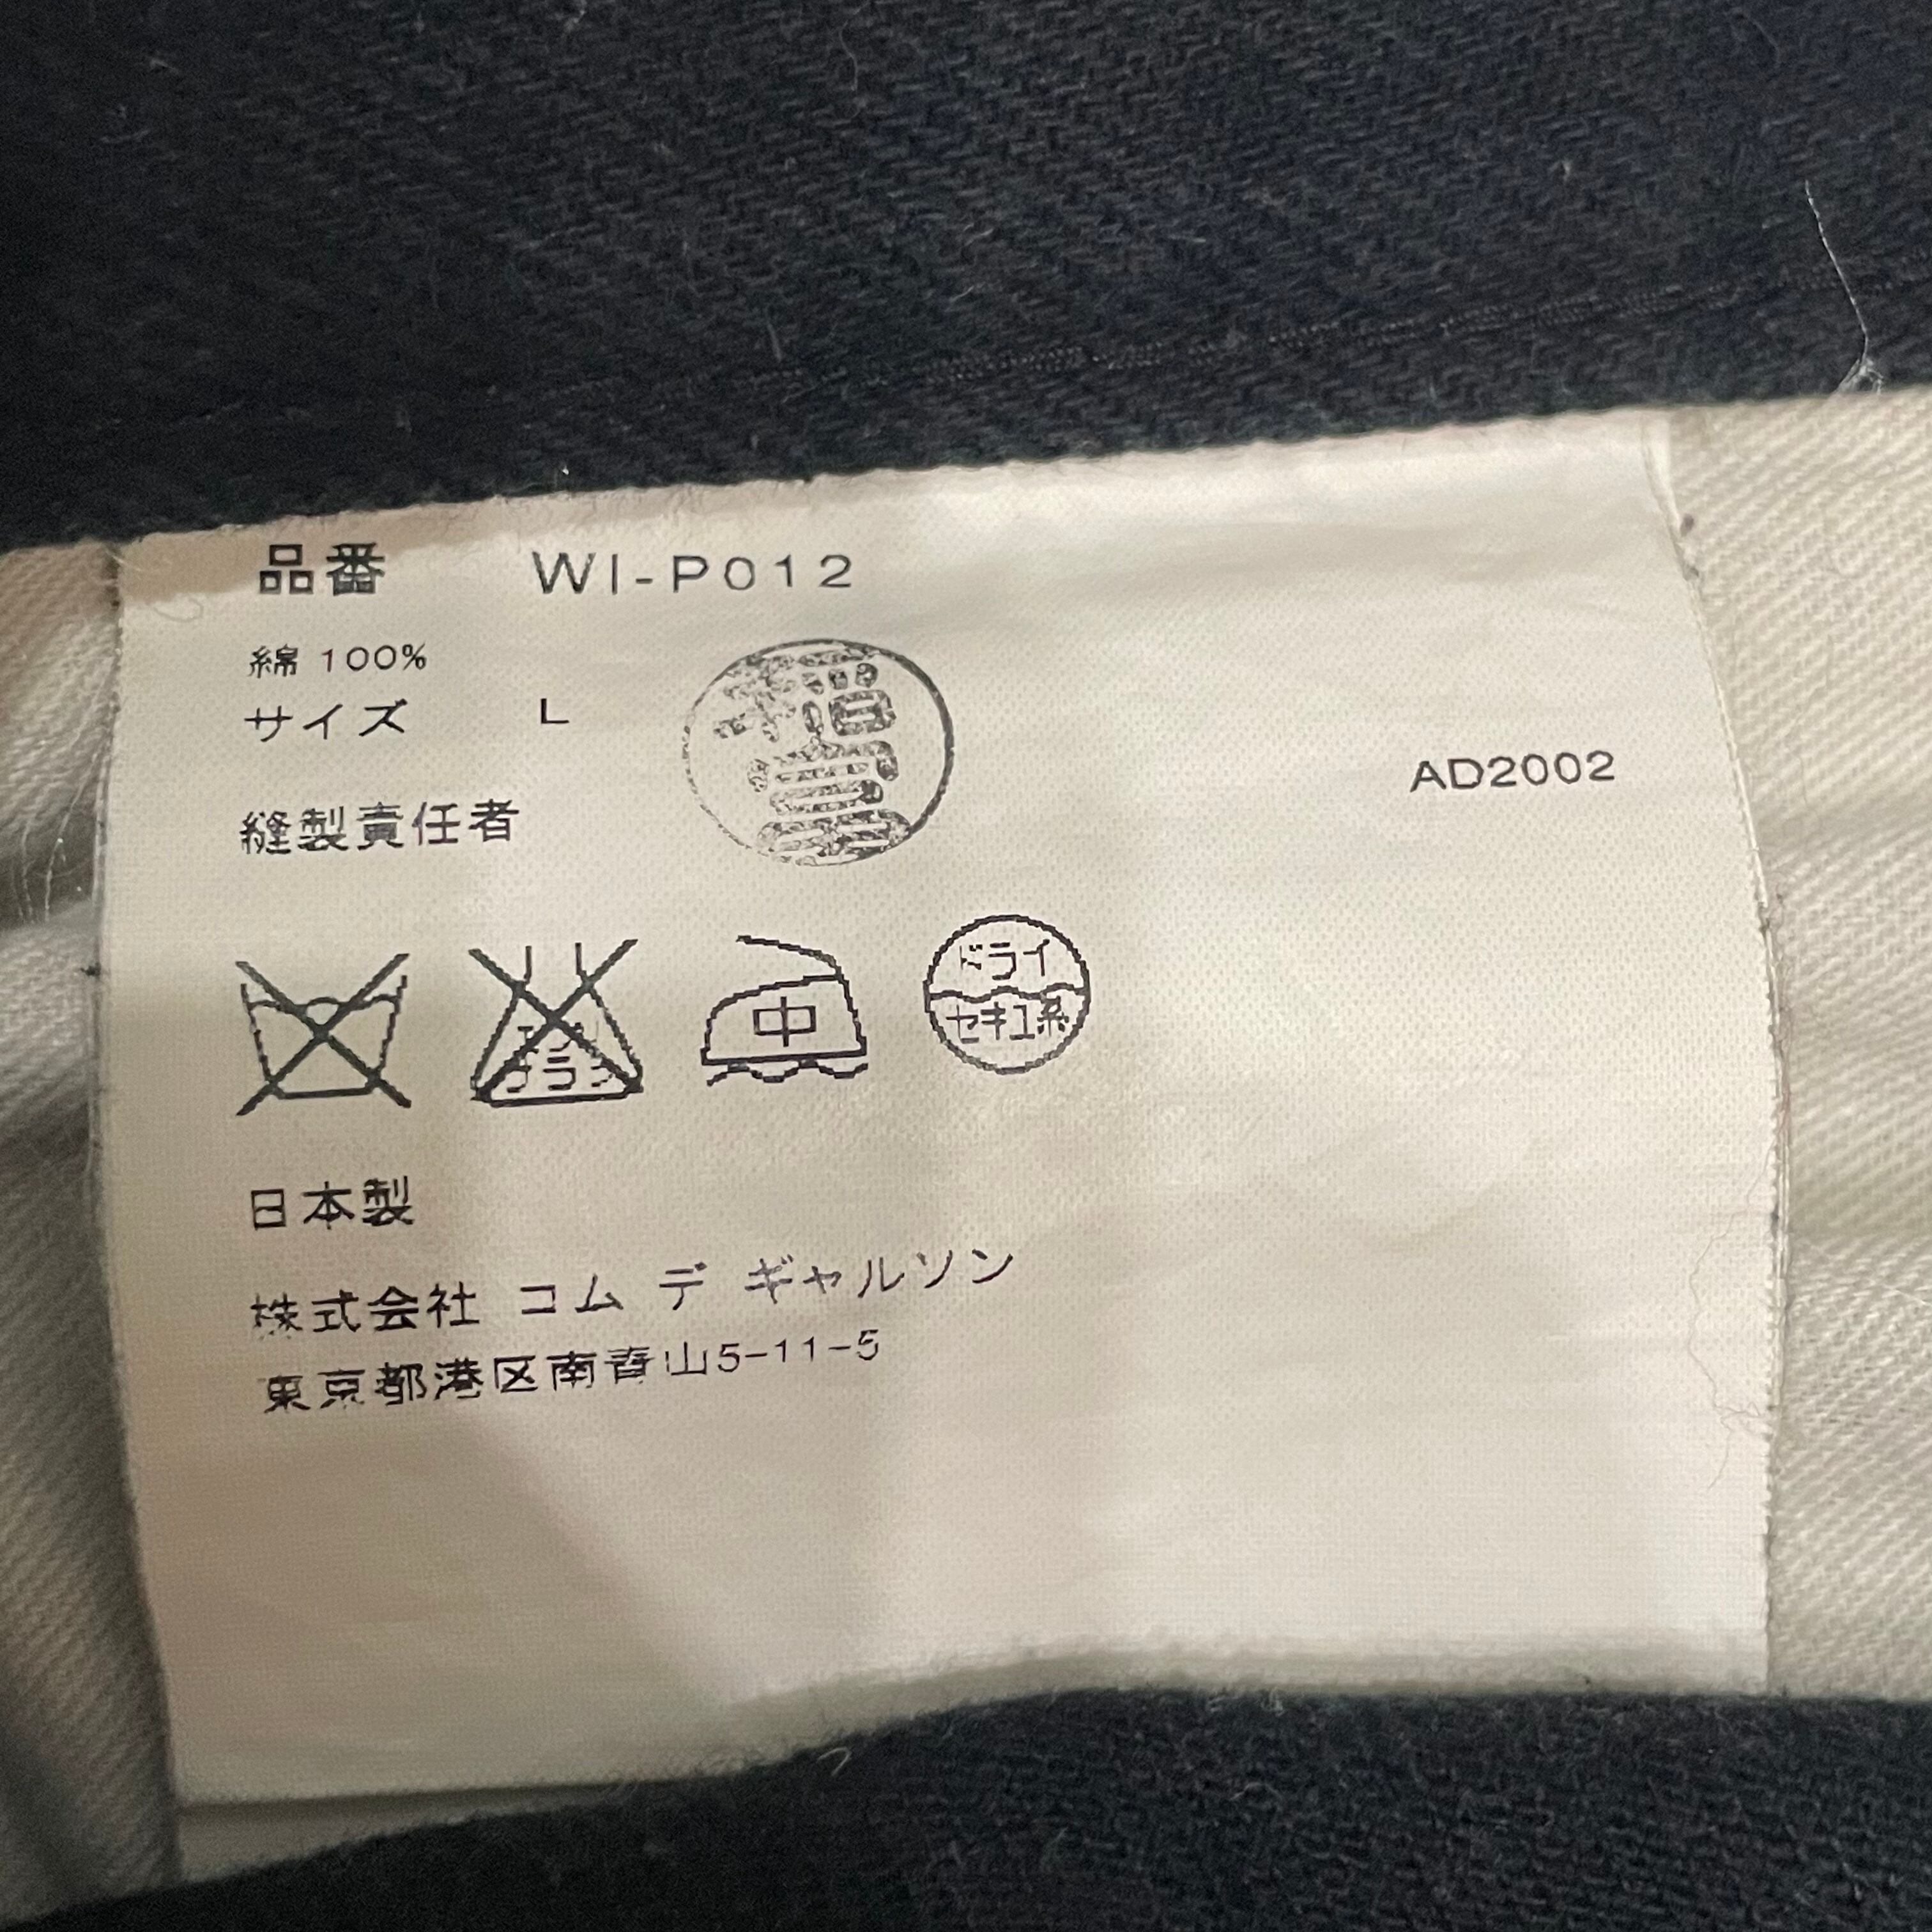 品番 WI-P012
綿 100%
サイズ L
AD2002
縫製責任者
中
ドライ
セキユ系
日本製
株式会社 コム デ ギャルソン
東京都港区南青山5-11-5